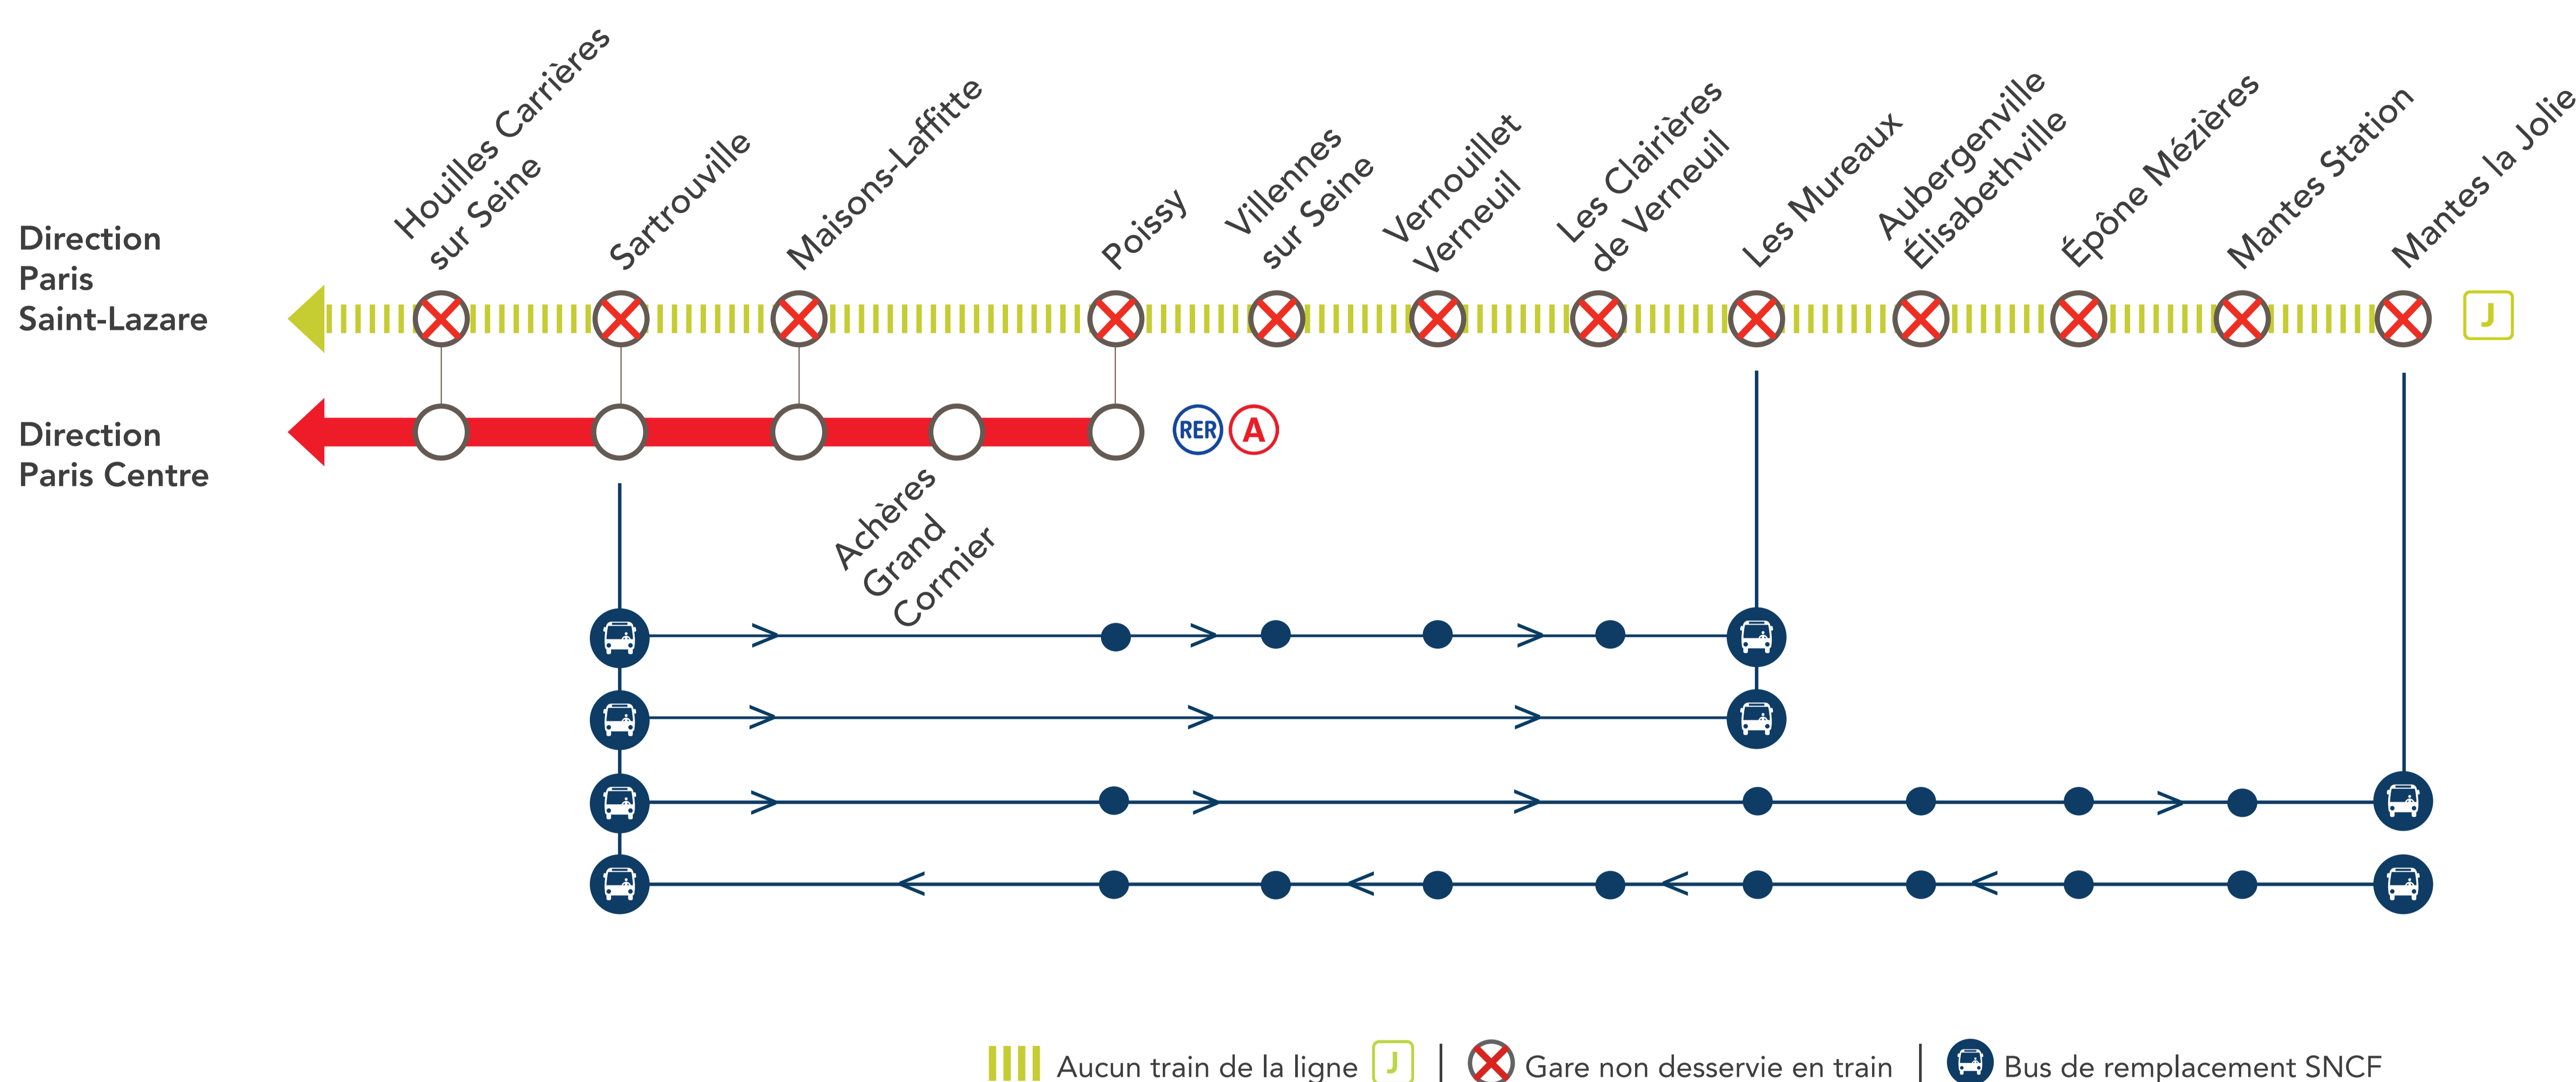 Houilles Carrières
sur Seine
Sartrouville
Maisons-Laffitte
Poissy
Villennes
sur Seine
Vernouillet
Verneuil
Les Clairières
de Verneuil
Les Mureaux
Aubergenville
Élisabethville
Épône Mézières
Mantes Station
Mantes la Jolie
Direction
Paris
Saint-Lazare
J
Direction
Paris Centre
RER A
Achères
Grand
Cormier
Aucun train de la ligne J | Gare non desservie en train | Bus de remplacement SNCF